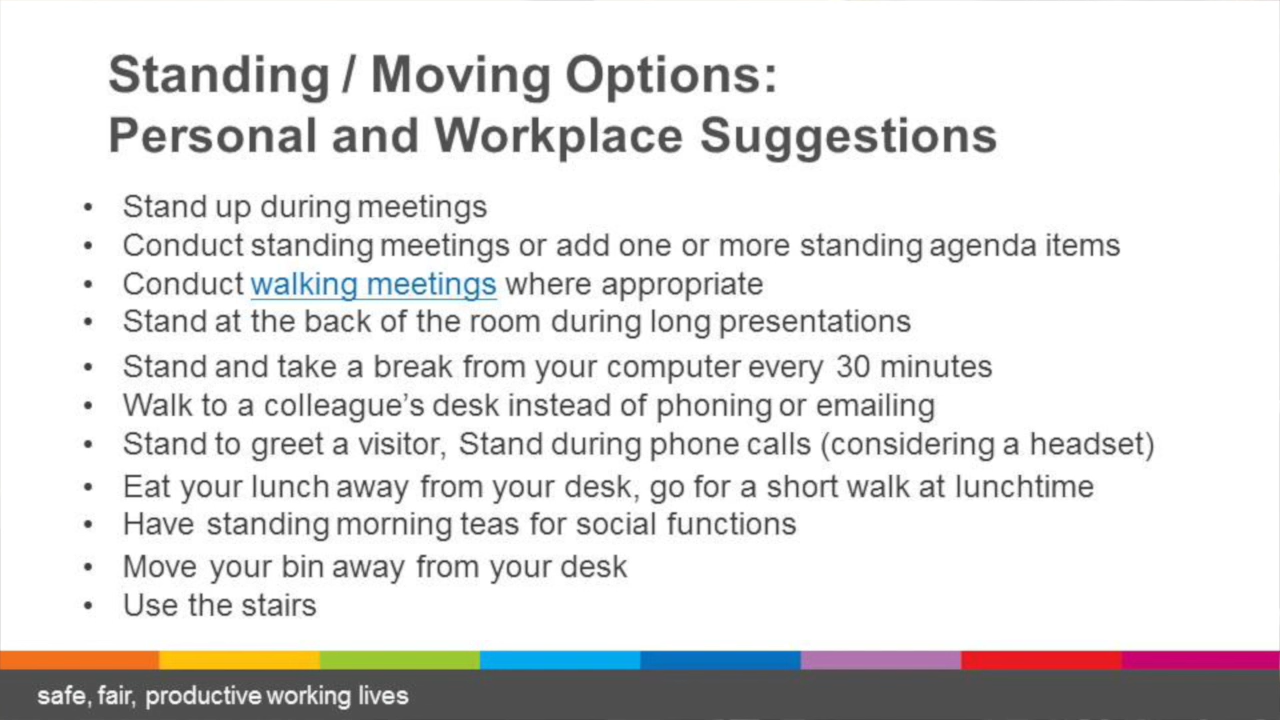 Standing / Moving Options:
Personal and Workplace Suggestions
• Stand up during meetings
• Conduct standing meetings or add one or more standing agenda items
• Conduct walking meetings where appropriate
• Stand at the back of the room during long presentations
• Stand and take a break from your computer every 30 minutes
• Walk to a colleague’s desk instead of phoning or emailing
• Stand to greet a visitor, Stand during phone calls (considering a headset)
• Eat your lunch away from your desk, go for a short walk at lunchtime
• Have standing morning teas for social functions
• Move your bin away from your desk
• Use the stairs
safe, fair, productive working lives